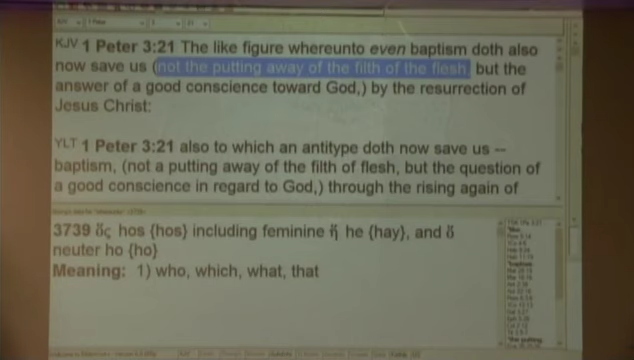 KJV 1 Peter 3:21 The like figure whereunto even baptism doth also
now save us (not the putting away of the filth of the flesh, but the
answer of a good conscience toward God,) by the resurrection of
Jesus Christ:
YLT 1 Peter 3:21 also to which an antitype doth now save us --
baptism, (not a putting away of the filth of flesh, but the question of
a good conscience in regard to God,) through the rising again of
3739 ὅς hos {hos} including feminine ἥ he {hay}, and ὅ
neuter ho {ho}
Meaning: 1) who, which, what, that